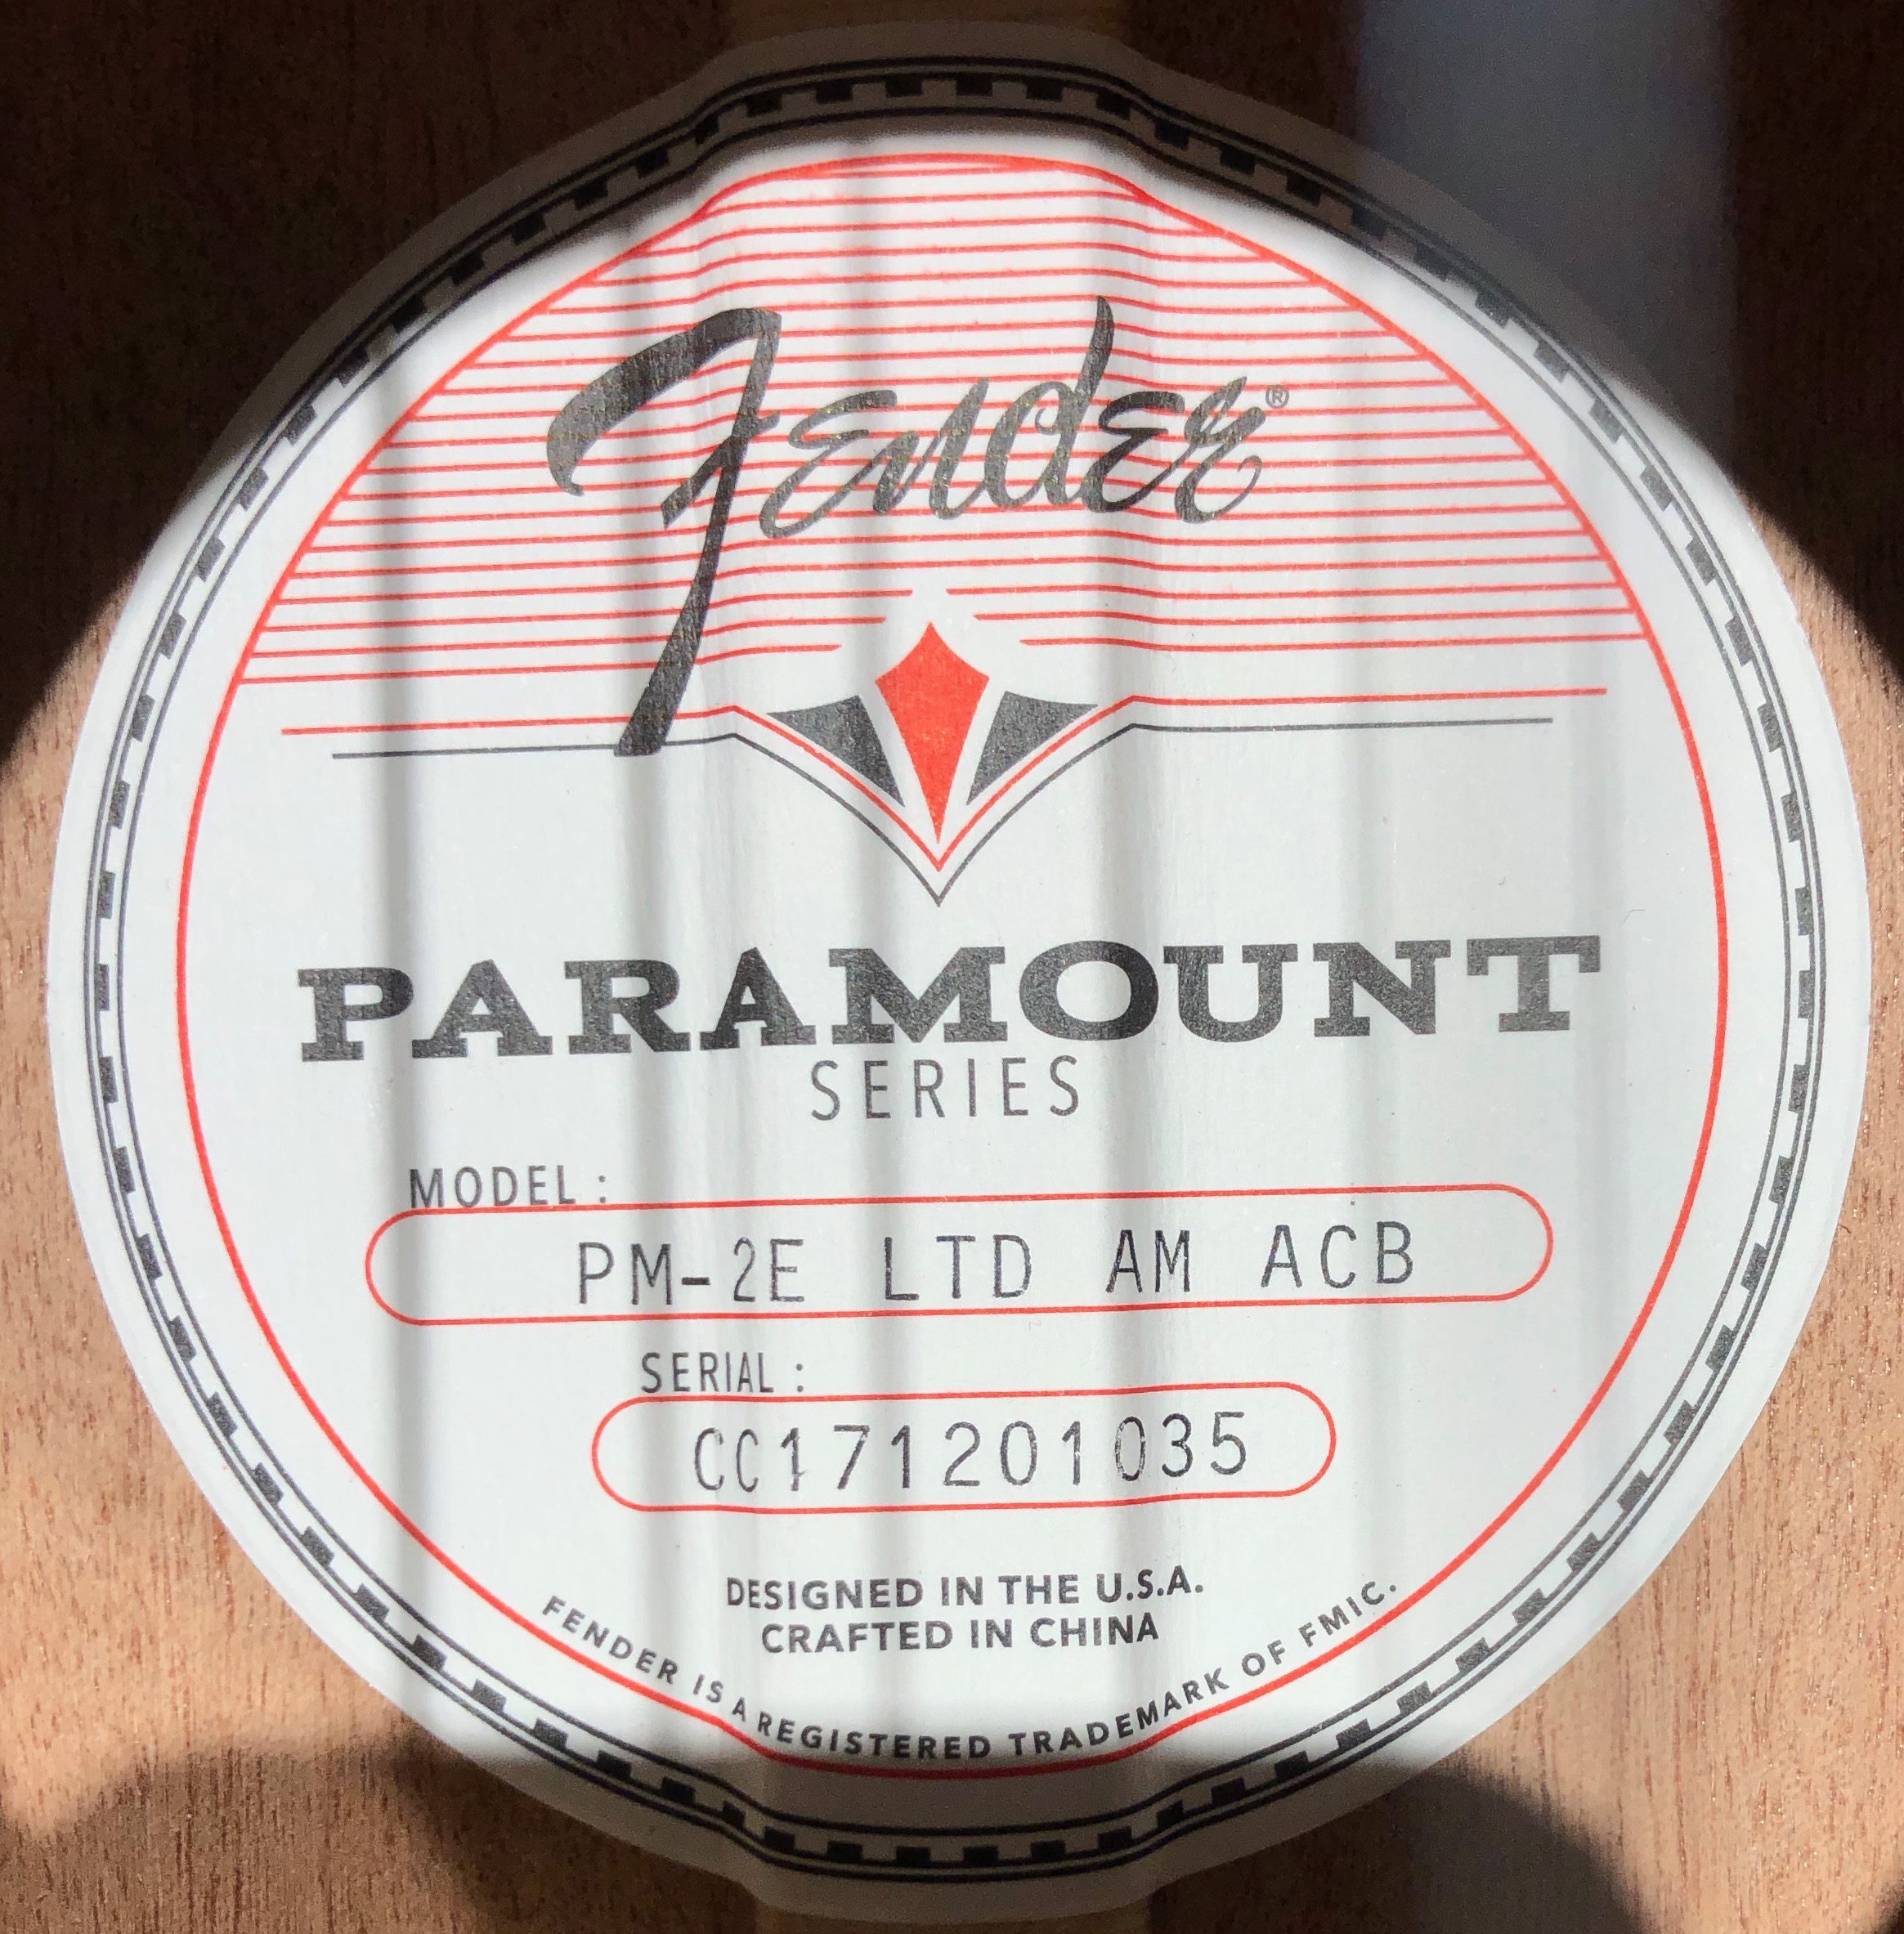 Fender®
PARAMOUNT
SERIES
MODEL :
PM-2E LTD AM ACB
SERIAL :
CC171201035
DESIGNED IN THE U.S.A.
CRAFTED IN CHINA
FENDER IS A REGISTERED TRADEMARK OF FMIC.